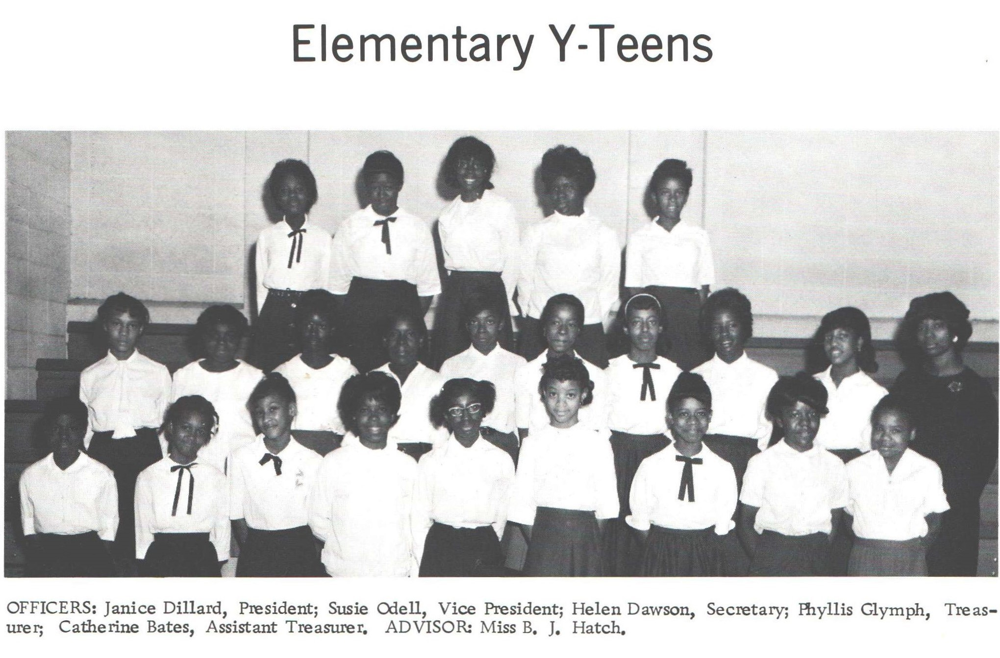 Elementary Y-Teens
OFFICERS: Janice Dillard, President; Susie Odell, Vice President; Helen Dawson, Secretary; Phyllis Glymph, Treas-
urer; Catherine Bates, Assistant Treasurer. ADVISOR: Miss B. J. Hatch.